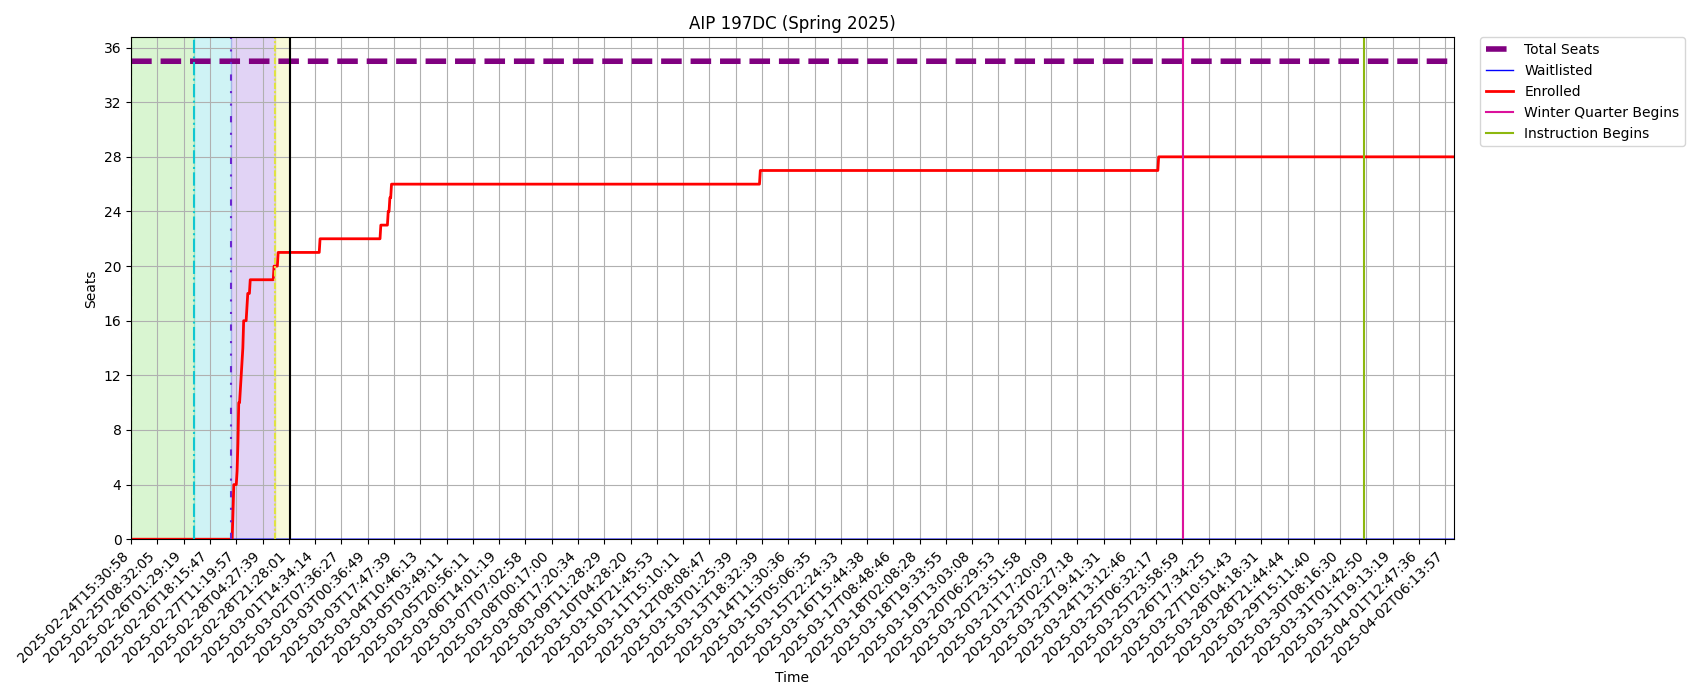 AIP 197DC (Spring 2025)
Total Seats
Waitlisted
Enrolled
Winter Quarter Begins
Instruction Begins
Seats
36
32
28
24
20
16
12
8
4
0
2025-02-24T15:30:58
2025-02-25T08:32:05
2025-02-26T01:29:19
2025-02-26T18:15:47
2025-02-27T11:19:57
2025-02-28T04:27:39
2025-02-28T21:28:01
2025-03-01T14:34:14
2025-03-02T07:36:27
2025-03-03T00:36:49
2025-03-03T17:47:39
2025-03-04T10:46:13
2025-03-05T03:49:11
2025-03-05T20:56:11
2025-03-06T14:01:19
2025-03-07T07:02:58
2025-03-08T00:17:00
2025-03-08T17:20:34
2025-03-09T11:28:29
2025-03-10T04:28:20
2025-03-10T21:45:53
2025-03-11T15:10:11
2025-03-12T08:08:47
2025-03-13T01:25:39
2025-03-13T18:32:39
2025-03-14T11:30:36
2025-03-15T05:06:35
2025-03-15T22:24:33
2025-03-16T15:44:38
2025-03-17T08:48:46
2025-03-18T02:08:28
2025-03-18T19:33:55
2025-03-19T13:03:08
2025-03-20T06:29:53
2025-03-20T23:51:58
2025-03-21T17:20:09
2025-03-23T02:27:18
2025-03-23T19:41:31
2025-03-24T13:12:46
2025-03-25T06:32:17
2025-03-25T23:58:59
2025-03-26T17:34:25
2025-03-27T10:51:43
2025-03-28T04:18:31
2025-03-28T21:44:44
2025-03-29T15:11:40
2025-03-30T08:16:30
2025-03-31T01:42:50
2025-03-31T19:13:19
2025-04-01T12:47:36
2025-04-02T06:13:57
Time